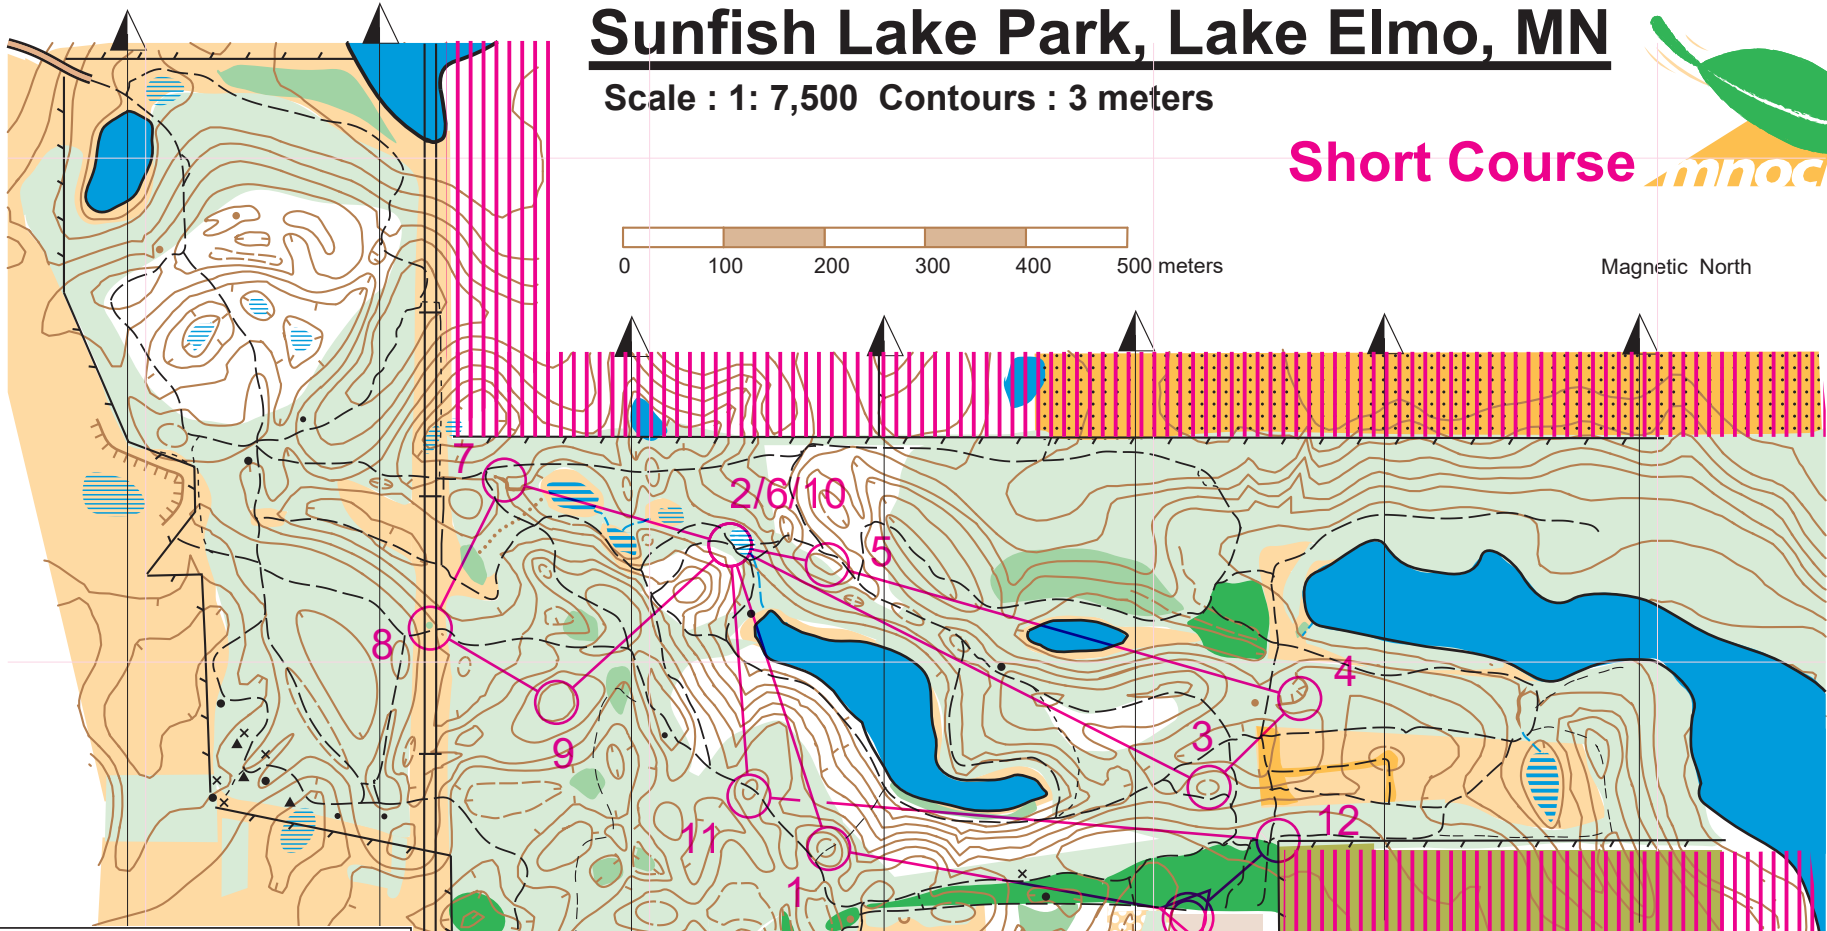 Sunfish Lake Park, Lake Elmo, MN
Scale : 1: 7,500 Contours : 3 meters
Short Course
mnoc
0 100 200 300 400 500 meters
Magnetic North
7
2/6/10
5
8
4
9
3
11
12
1